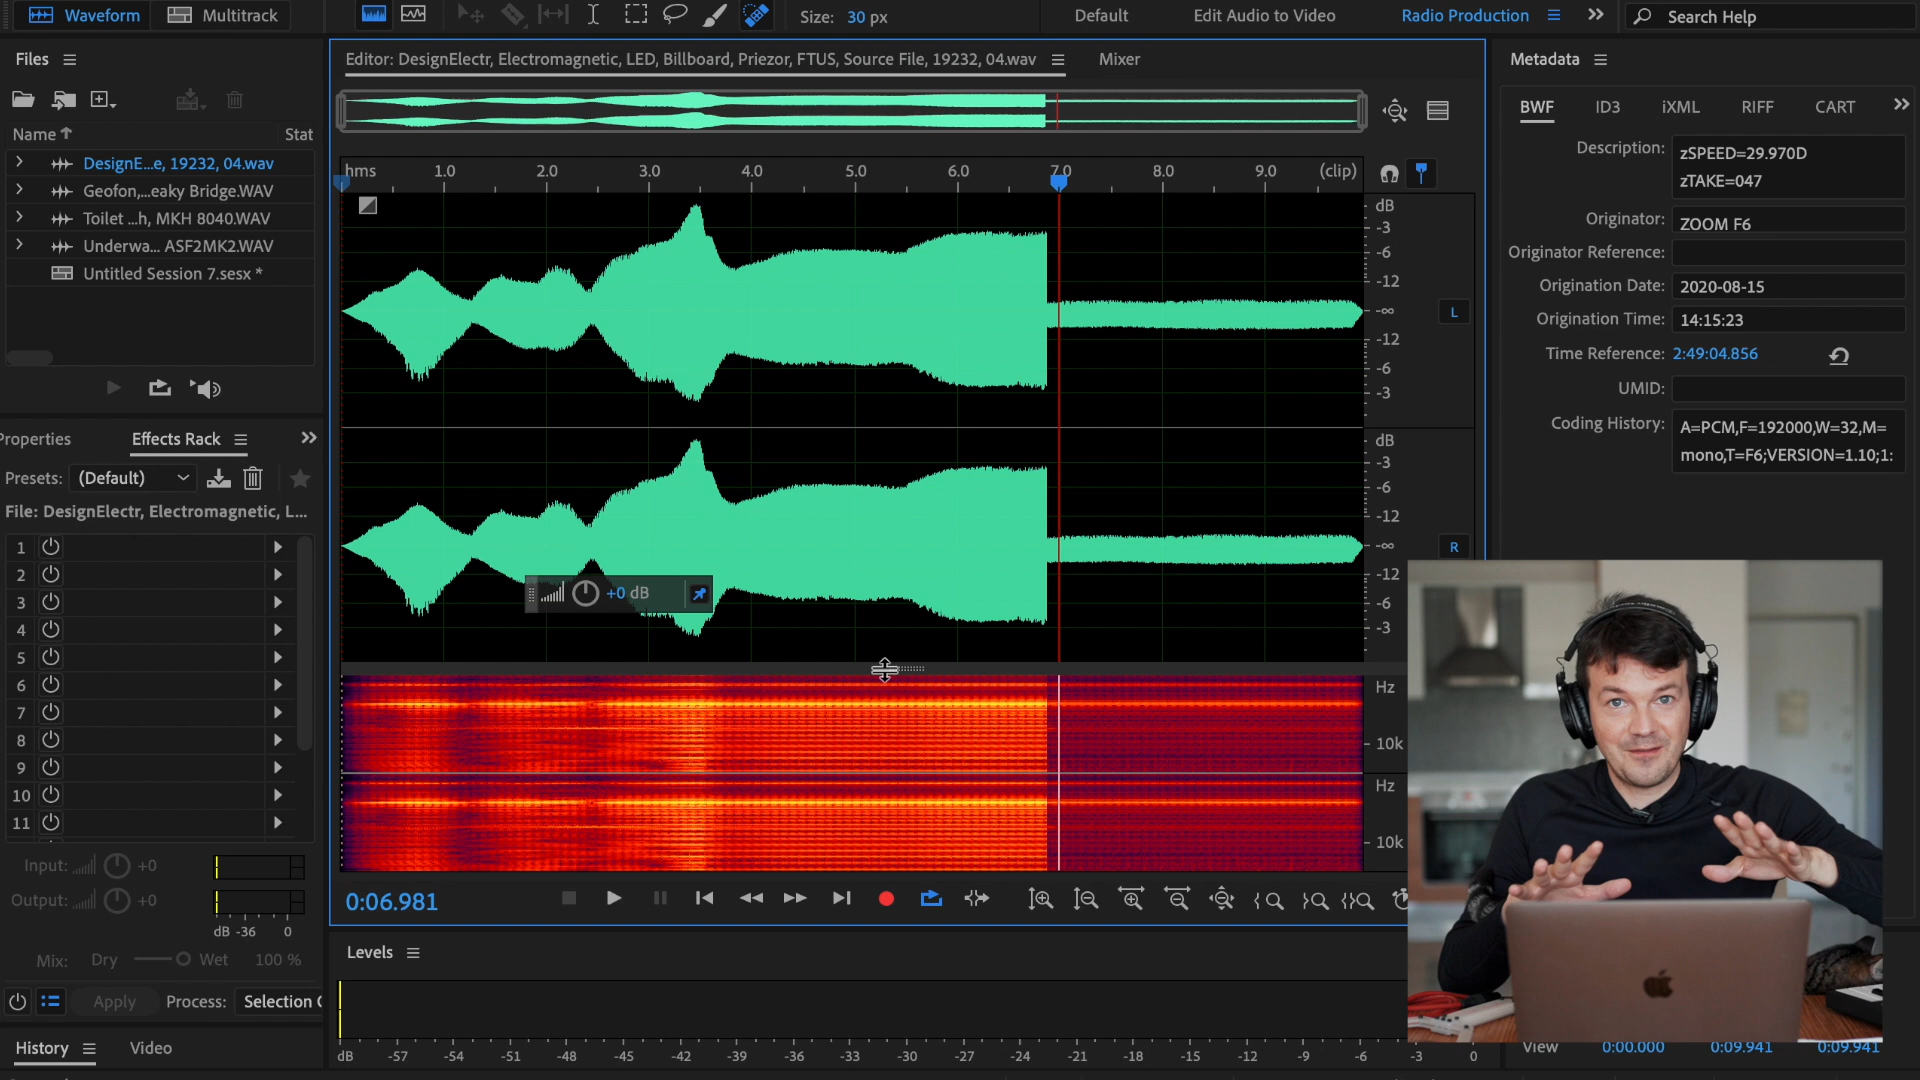 Waveform
Multitrack
Size: 30 px
Default
Edit Audio to Video
Radio Production
Search Help
Files
Name
Stat
DesignE...e, 19232, 04.wav
Geofon,...eaky Bridge.WAV
Toilet ...h, MKH 8040.WAV
Underwa... ASF2MK2.WAV
Untitled Session 7.sesx *
Properties
Effects Rack
Presets: (Default)
File: DesignElectr, Electromagnetic, L...
1
2
3
4
5
6
7
8
9
10
11
Input: +0
Output: +0
dB -36 0
Mix: Dry Wet 100 %
Apply Process: Selection
History
Video
Editor: DesignElectr, Electromagnetic, LED, Billboard, Priezor, FTUS, Source File, 19232, 04.wav
Mixer
hms 1.0 2.0 3.0 4.0 5.0 6.0 7.0 8.0 9.0 (clip)
dB
-3
-6
-12
-∞
-12
-6
-3
L
dB
-3
-6
-12
-∞
-12
-6
-3
R
+0 dB
Hz
10k
Hz
10k
0:06.981
Levels
dB -57 -54 -51 -48 -45 -42 -39 -36 -33 -30 -27 -24 -21 -18 -15 -12 -9 -6 -3 0
Metadata
BWF ID3 iXML RIFF CART
Description: zSPEED=29.970D
zTAKE=047
Originator: ZOOM F6
Originator Reference:
Origination Date: 2020-08-15
Origination Time: 14:15:23
Time Reference: 2:49:04.856
UMID:
Coding History: A=PCM,F=192000,W=32,M=
mono,T=F6;VERSION=1.10;1:
View 0:00.000 0:09.941 0:09.941